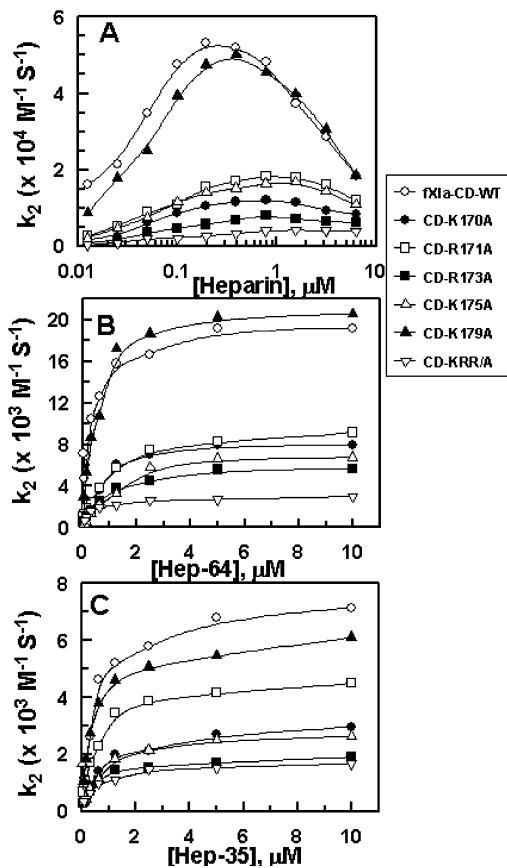 A
k2 (x 10^4 M^-1 S^-1)
6
4
2
0
0.01
0.1
1
10
[Heparin], μM
fXIa-CD-WT
CD-K170A
CD-R171A
CD-R173A
CD-K175A
CD-K179A
CD-KRR/A
B
k2 (x 10^3 M^-1 S^-1)
20
16
12
8
4
0
0
2
4
6
8
10
[Hep-64], μM
C
k2 (x 10^3 M^-1 S^-1)
8
6
4
2
0
0
2
4
6
8
10
[Hep-35], μM